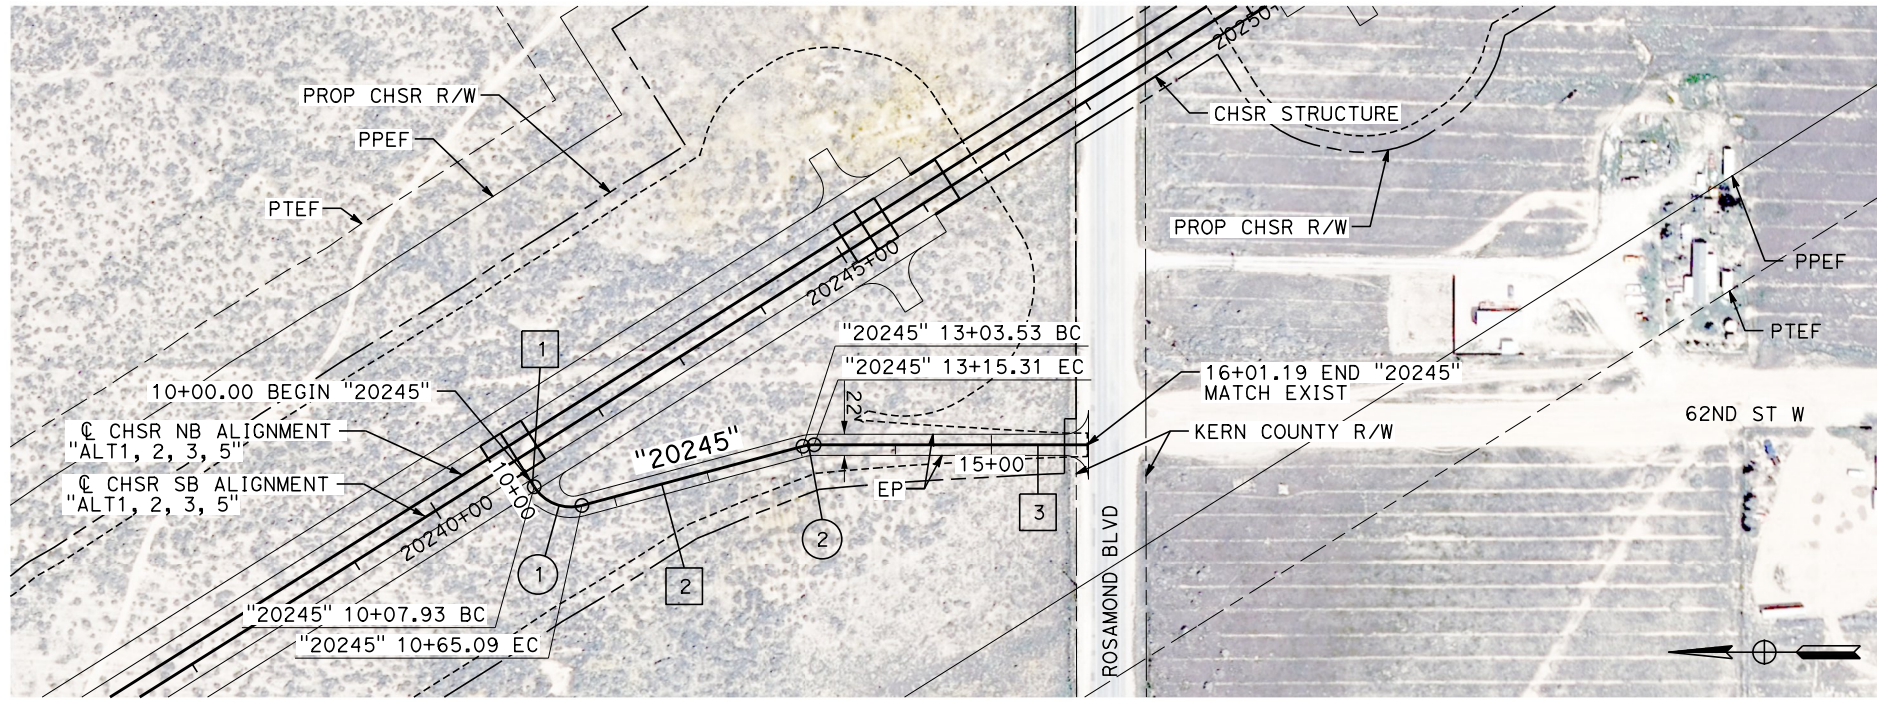 20250+
PROP CHSR R/W
CHSR STRUCTURE
PPEF
PTEF
PROP CHSR R/W
PPEF
20245+00
PTEF
"20245" 13+03.53 BC
"20245" 13+15.31 EC
1
10+00.00 BEGIN "20245"
16+01.19 END "20245"
MATCH EXIST
22'
62ND ST W
℄ CHSR NB ALIGNMENT
"ALT1, 2, 3, 5"
KERN COUNTY R/W
"20245"
15+00
℄ CHSR SB ALIGNMENT
"ALT1, 2, 3, 5"
10+00
EP
3
20240+00
2
1
2
ROSAMOND BLVD
"20245" 10+07.93 BC
"20245" 10+65.09 EC